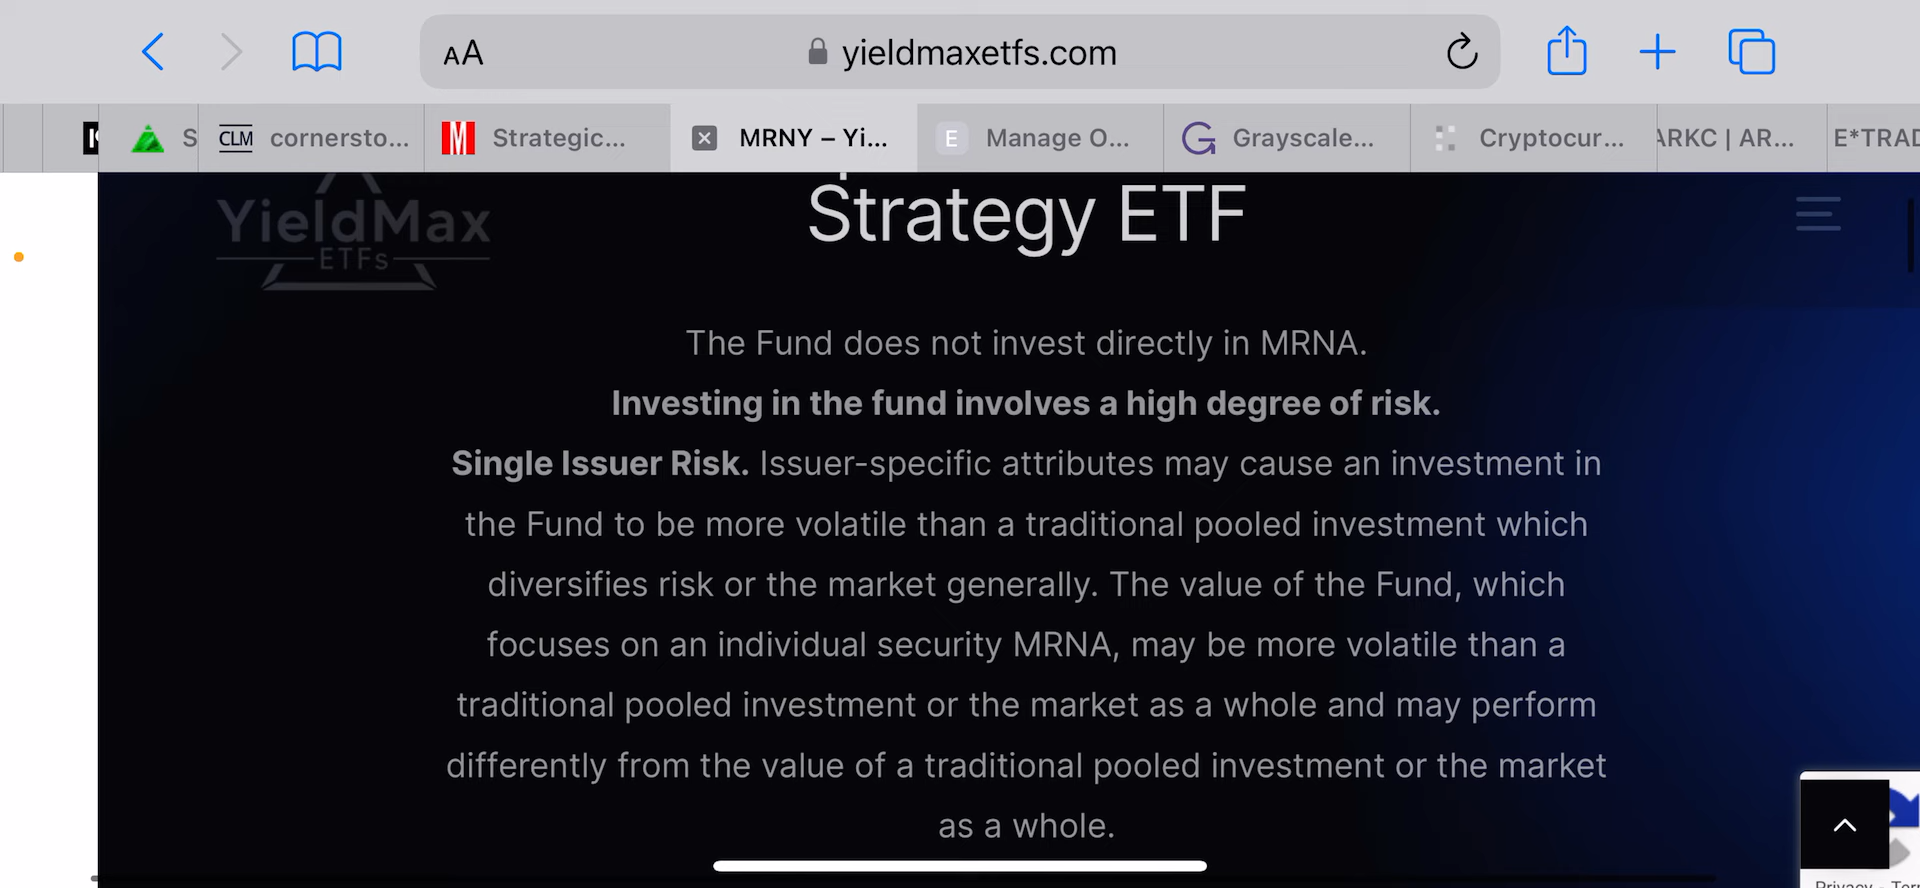 AA
yieldmaxetfs.com
S
CLM cornersto...
M Strategic...
MRNY – Yi...
E Manage O...
Grayscale...
Cryptocur...
ARKC | AR...
E*TRAD
YieldMax
ETFs
Strategy ETF
The Fund does not invest directly in MRNA.
Investing in the fund involves a high degree of risk.
Single Issuer Risk. Issuer-specific attributes may cause an investment in
the Fund to be more volatile than a traditional pooled investment which
diversifies risk or the market generally. The value of the Fund, which
focuses on an individual security MRNA, may be more volatile than a
traditional pooled investment or the market as a whole and may perform
differently from the value of a traditional pooled investment or the market
as a whole.